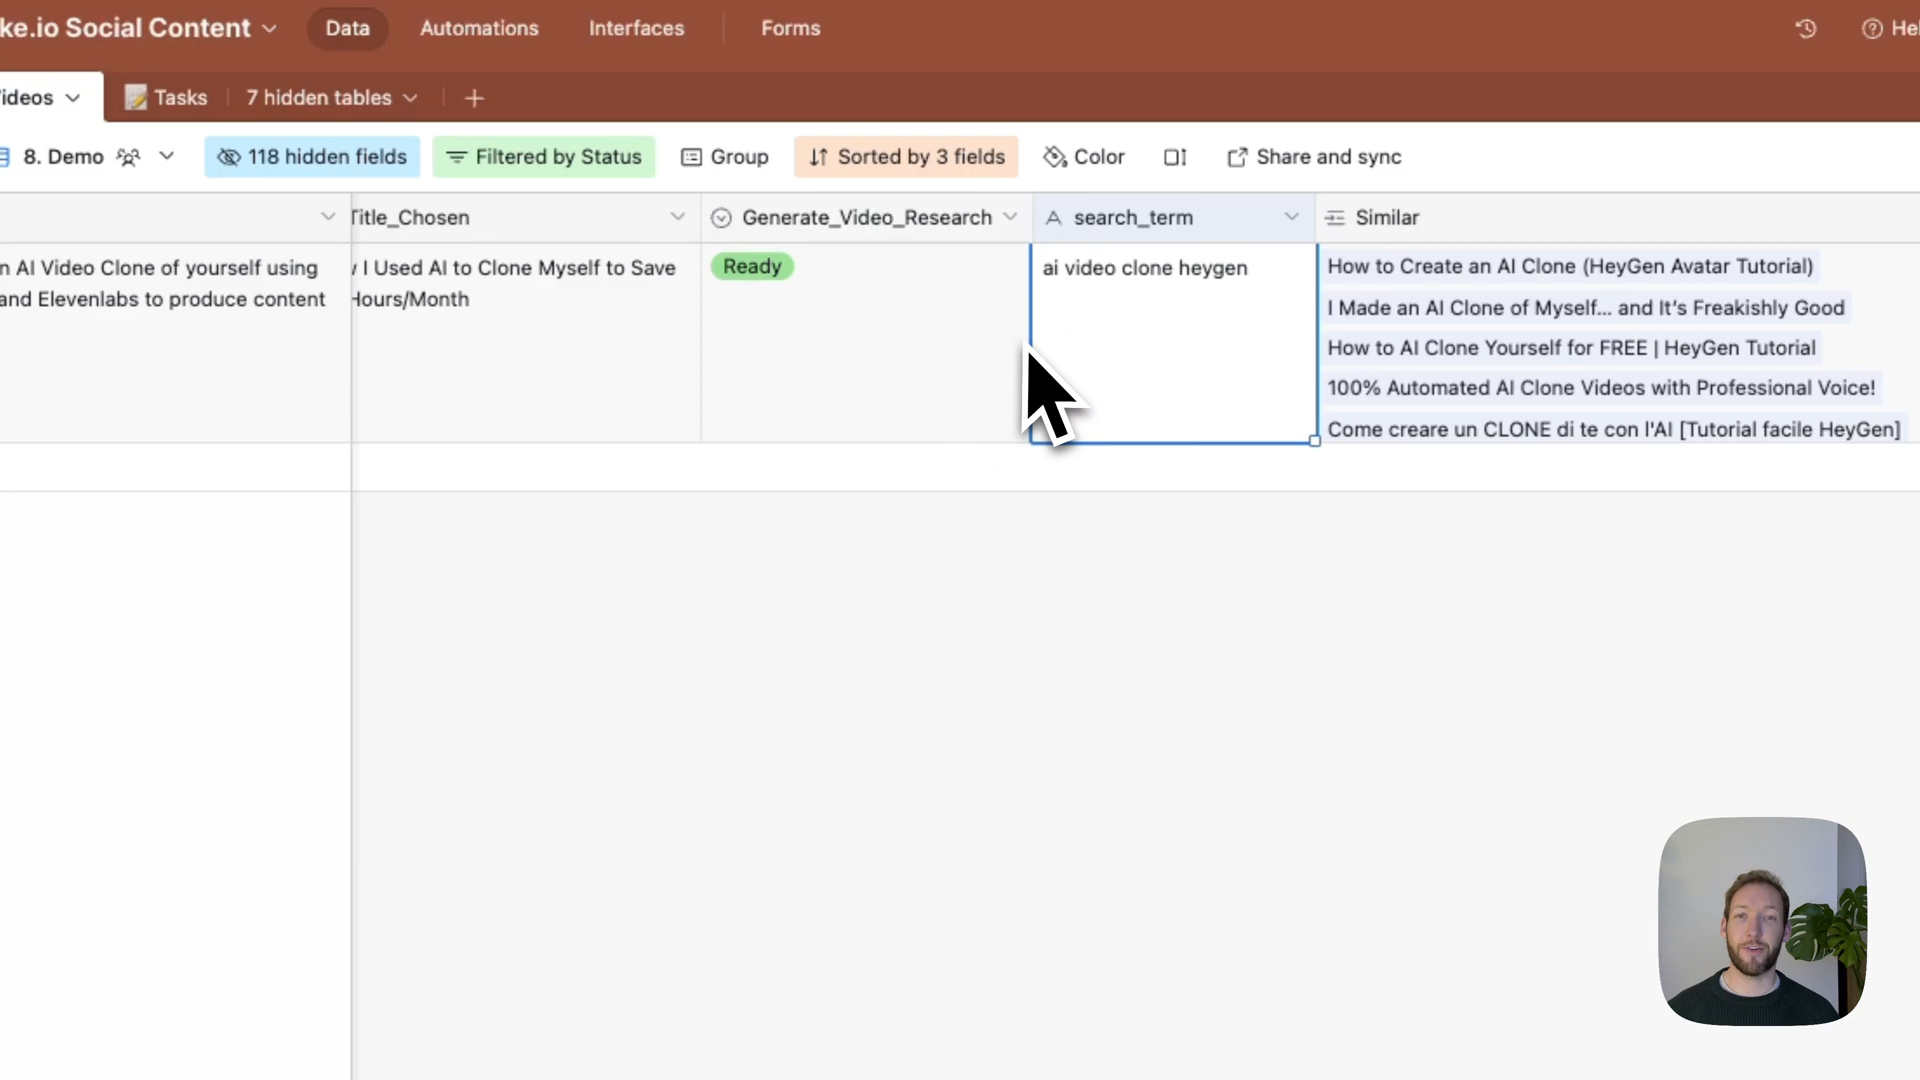 ke.io Social Content
Data
Automations
Interfaces
Forms
Hel
ideos
Tasks
7 hidden tables
8. Demo
118 hidden fields
Filtered by Status
Group
Sorted by 3 fields
Color
Share and sync
Title_Chosen
Generate_Video_Research
search_term
Similar
n AI Video Clone of yourself using
and Elevenlabs to produce content
v I Used AI to Clone Myself to Save
Hours/Month
Ready
ai video clone heygen
How to Create an AI Clone (HeyGen Avatar Tutorial)
I Made an AI Clone of Myself... and It's Freakishly Good
How to AI Clone Yourself for FREE | HeyGen Tutorial
100% Automated AI Clone Videos with Professional Voice!
Come creare un CLONE di te con l'AI [Tutorial facile HeyGen]